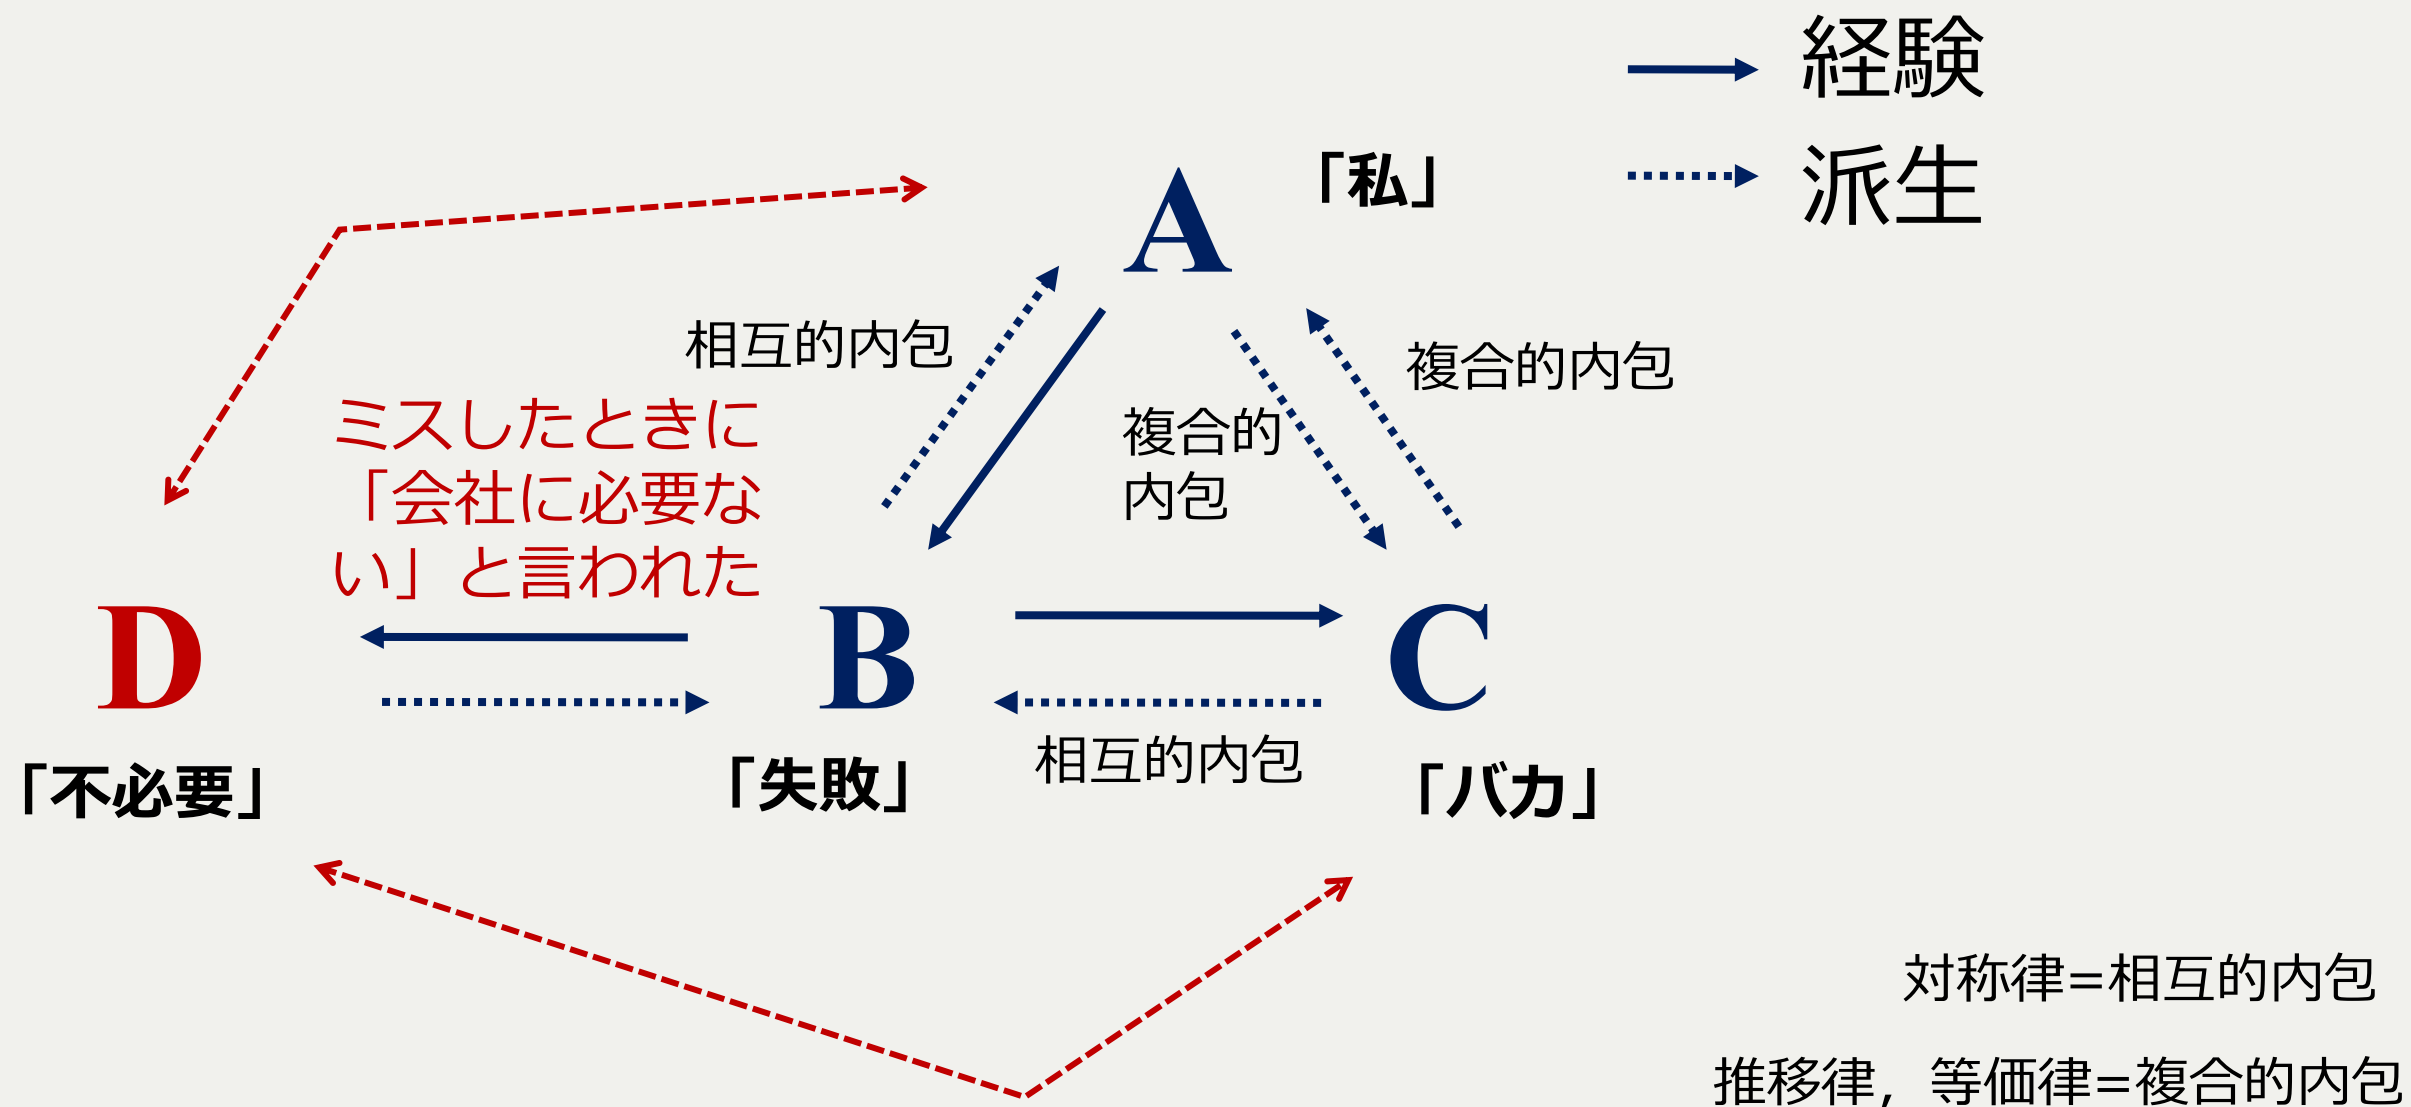 経験
派生
「私」
A
相互的内包
複合的内包
複合的
内包
ミスしたときに
「会社に必要な
い」と言われた
D
B
C
「不必要」
「失敗」
相互的内包
「バカ」
対称律=相互的内包
推移律，等価律=複合的内包